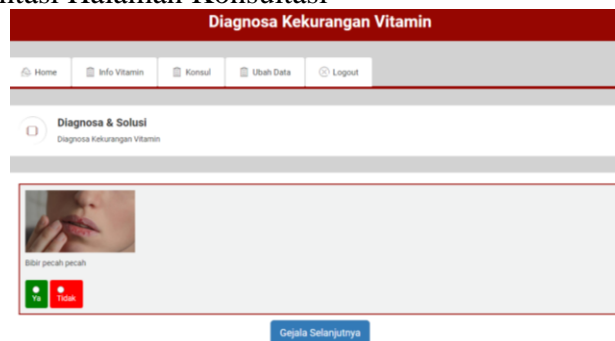 Diagnosa Kekurangan Vitamin
Home Info Vitamin Konsul Ubah Data Logout
Diagnosa & Solusi
Diagnosa Kekurangan Vitamin
Bibir pecah pecah
Ya Tidak
Gejala Selanjutnya